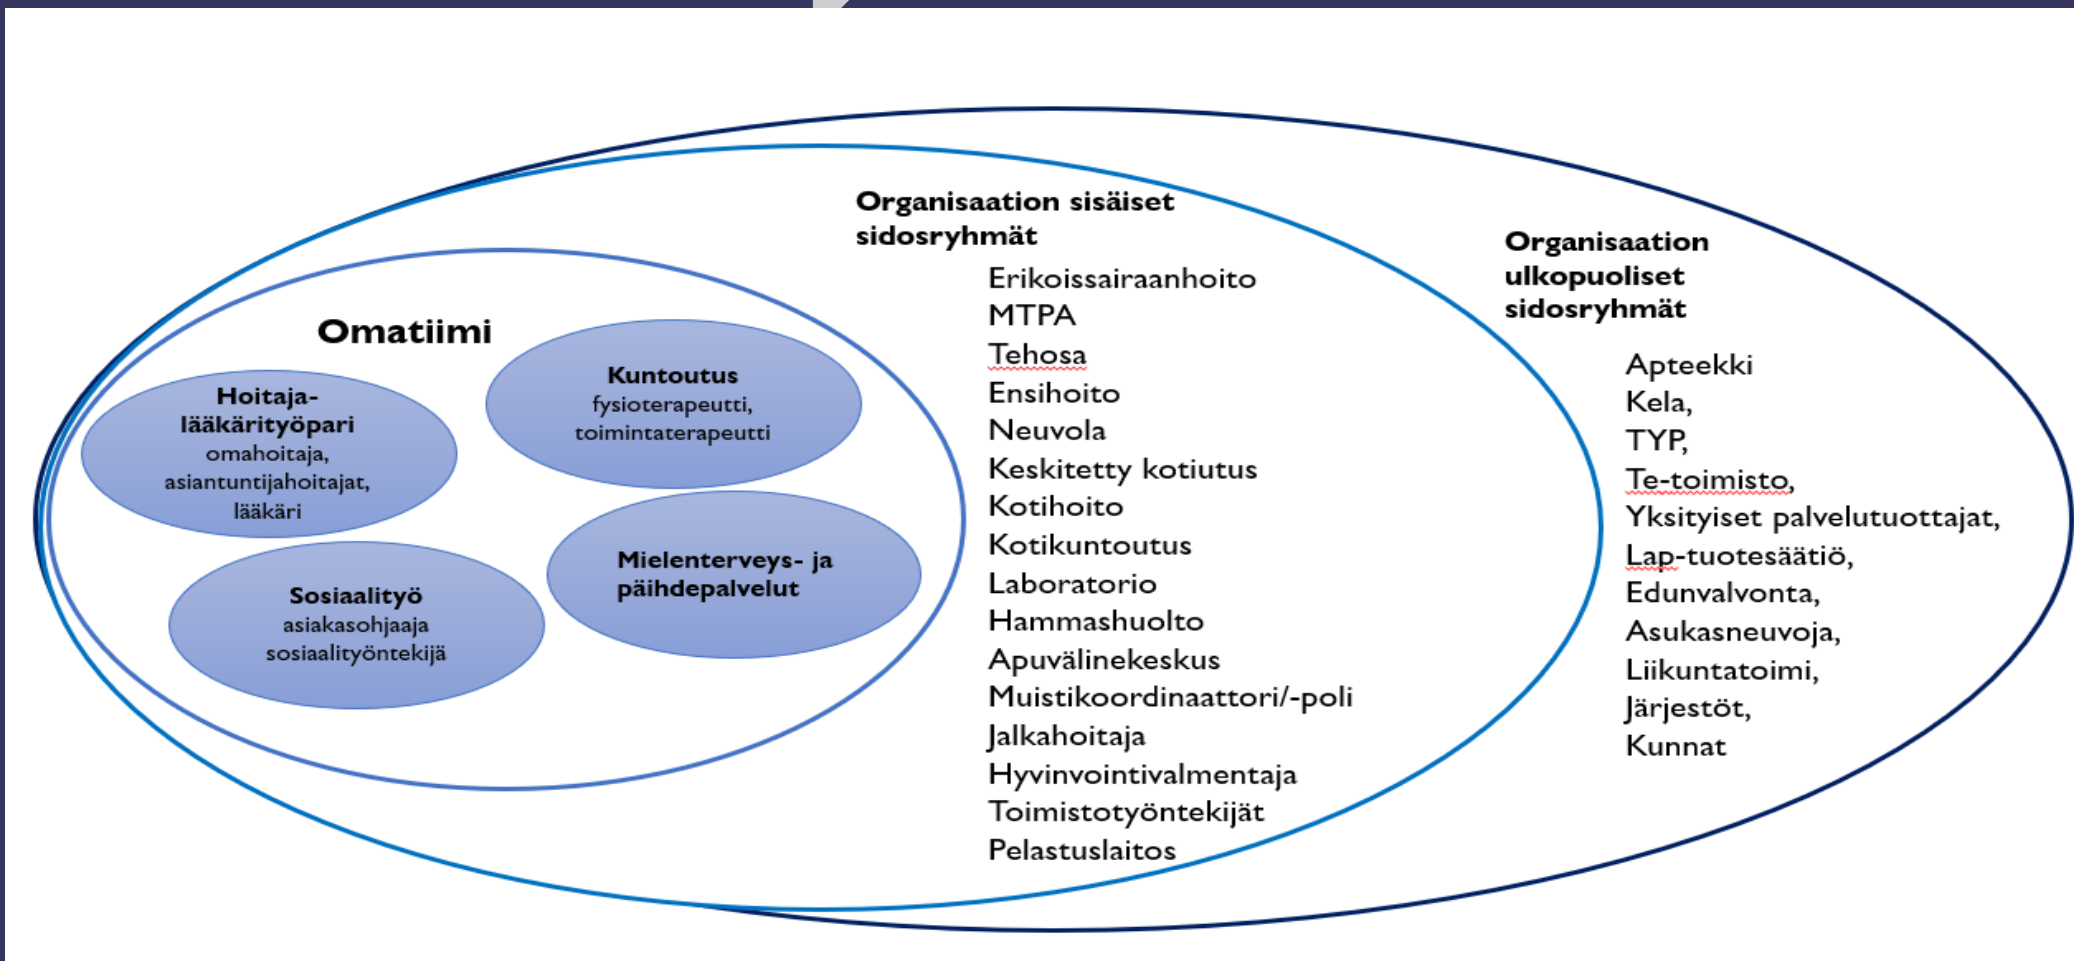 Omatiimi
Hoitaja-
lääkärityöpari
omahoitaja,
asiantuntijahoitajat,
lääkäri
Kuntoutus
fysioterapeutti,
toimintaterapeutti
Sosiaalityö
asiakasohjaaja
sosiaalityöntekijä
Mielenterveys- ja
päihdepalvelut
Organisaation sisäiset
sidosryhmät
Erikoissairaanhoito
MTPA
Tehosa
Ensihoito
Neuvola
Keskitetty kotiutus
Kotihoito
Kotikuntoutus
Laboratorio
Hammashuolto
Apuvälinekeskus
Muistikoordinaattori/-poli
Jalkahoitaja
Hyvinvointivalmentaja
Toimistotyöntekijät
Pelastuslaitos
Organisaation
ulkopuoliset
sidosryhmät
Apteekki
Kela,
TYP,
Te-toimisto,
Yksityiset palvelutuottajat,
Lap-tuotesäätiö,
Edunvalvonta,
Asukasneuvoja,
Liikuntatoimi,
Järjestöt,
Kunnat